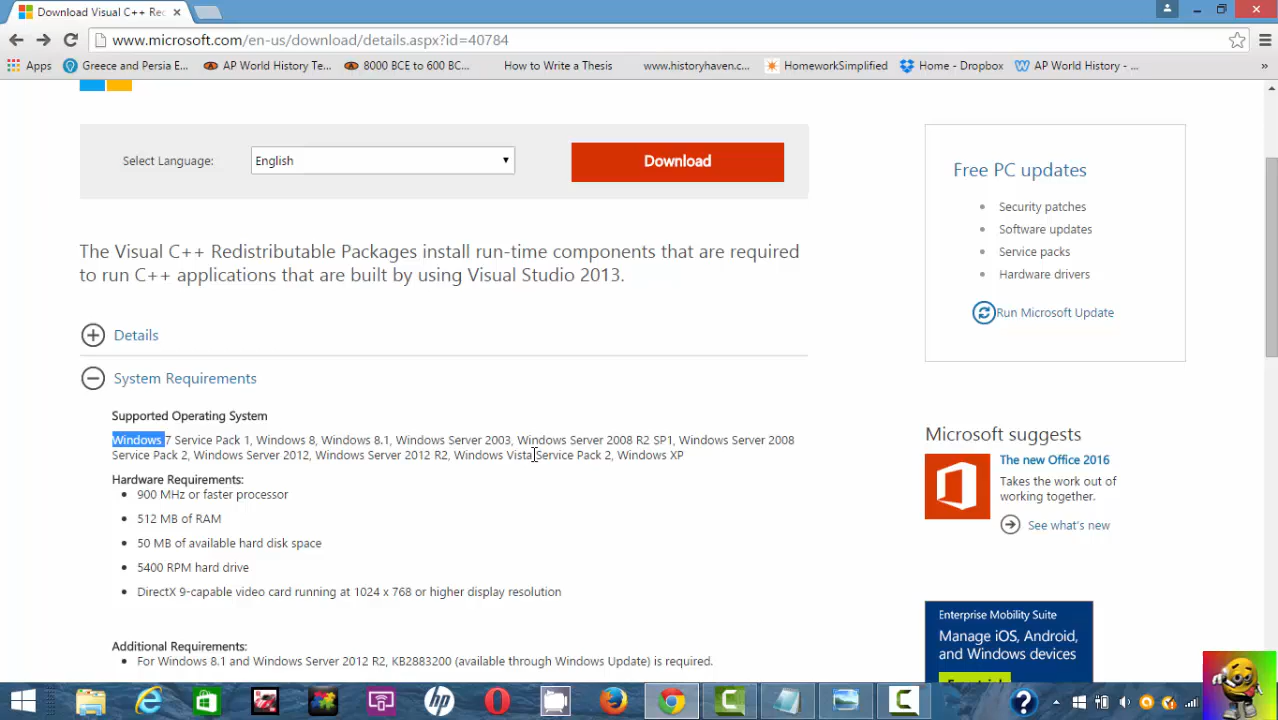 Download Visual C++ Rec
www.microsoft.com/en-us/download/details.aspx?id=40784
Apps
Greece and Persia E...
AP World History Te...
8000 BCE to 600 BC...
How to Write a Thesis
www.historyhaven.c...
HomeworkSimplified
Home - Dropbox
AP World History - ...
»
Select Language:
English
Download
The Visual C++ Redistributable Packages install run-time components that are required
to run C++ applications that are built by using Visual Studio 2013.
Details
System Requirements
Supported Operating System
Windows 7 Service Pack 1, Windows 8, Windows 8.1, Windows Server 2003, Windows Server 2008 R2 SP1, Windows Server 2008
Service Pack 2, Windows Server 2012, Windows Server 2012 R2, Windows Vista Service Pack 2, Windows XP
Hardware Requirements:
• 900 MHz or faster processor
• 512 MB of RAM
• 50 MB of available hard disk space
• 5400 RPM hard drive
• DirectX 9-capable video card running at 1024 x 768 or higher display resolution
Additional Requirements:
• For Windows 8.1 and Windows Server 2012 R2, KB2883200 (available through Windows Update) is required.
Free PC updates
• Security patches
• Software updates
• Service packs
• Hardware drivers
Run Microsoft Update
Microsoft suggests
The new Office 2016
Takes the work out of
working together.
See what's new
Enterprise Mobility Suite
Manage iOS, Android,
and Windows devices